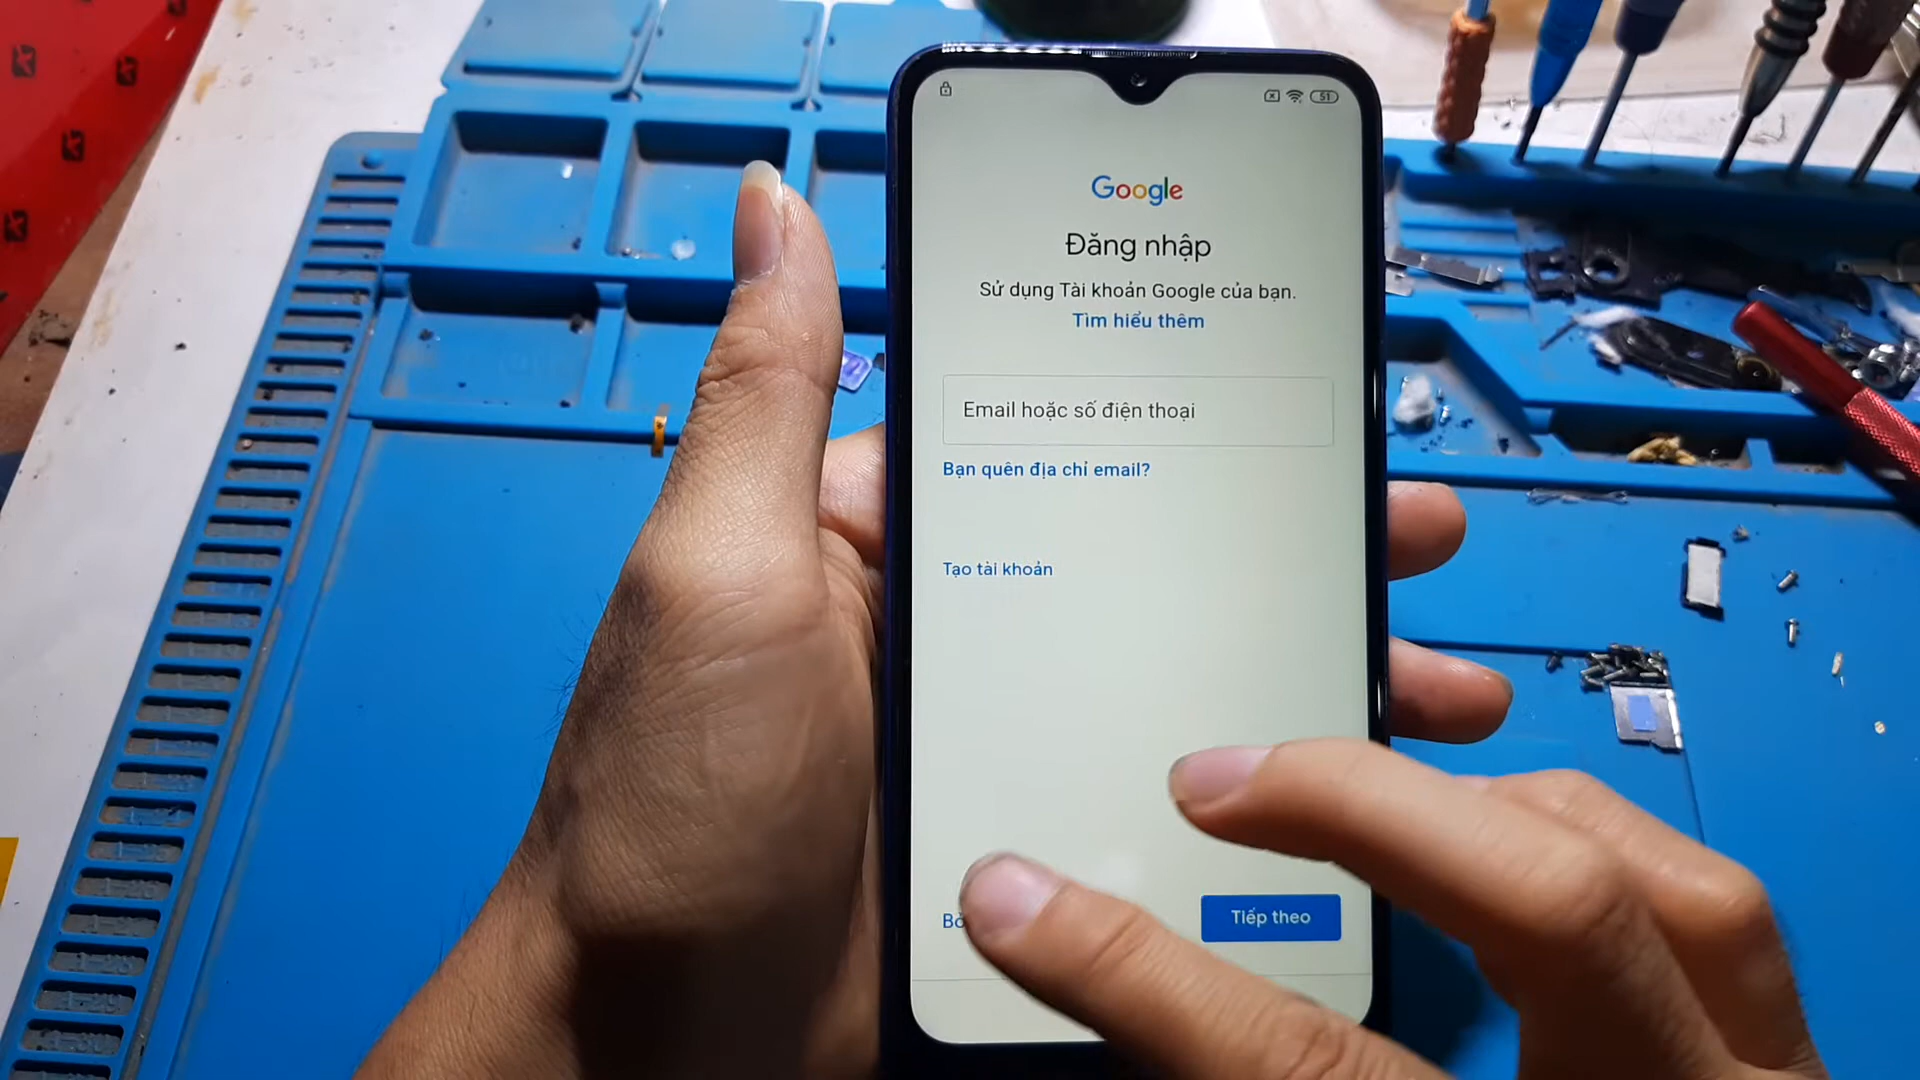 51
Google
Đăng nhập
Sử dụng Tài khoản Google của bạn.
Tìm hiểu thêm
Email hoặc số điện thoại
Bạn quên địa chỉ email?
Tạo tài khoản
Tiếp theo